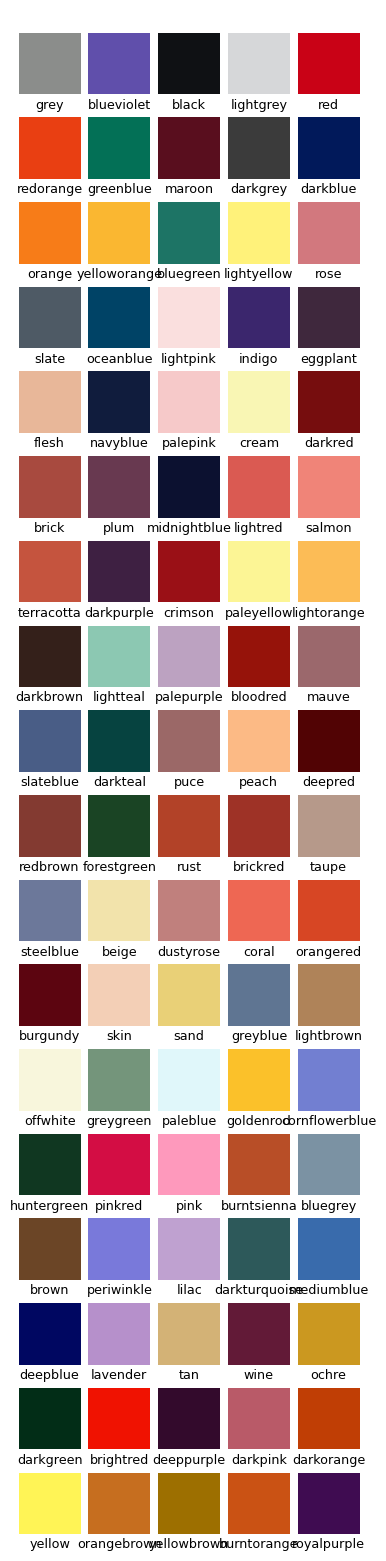 grey blueviolet black lightgrey red
redorange greenblue maroon darkgrey darkblue
orange yelloworange bluegreen lightyellow rose
slate oceanblue lightpink indigo eggplant
flesh navyblue palepink cream darkred
brick plum midnightblue lightred salmon
terracotta darkpurple crimson paleyellow lightorange
darkbrown lightteal palepurple bloodred mauve
slateblue darkteal puce peach deepred
redbrown forestgreen rust brickred taupe
steelblue beige dustyrose coral orangered
burgundy skin sand greyblue lightbrown
offwhite greygreen paleblue goldenrod cornflowerblue
huntergreen pinkred pink burntsienna bluegrey
brown periwinkle lilac darkturquoise mediumblue
deepblue lavender tan wine ochre
darkgreen brightred deeppurple darkpink darkorange
yellow orangebrown yellowbrown burntorange royalpurple